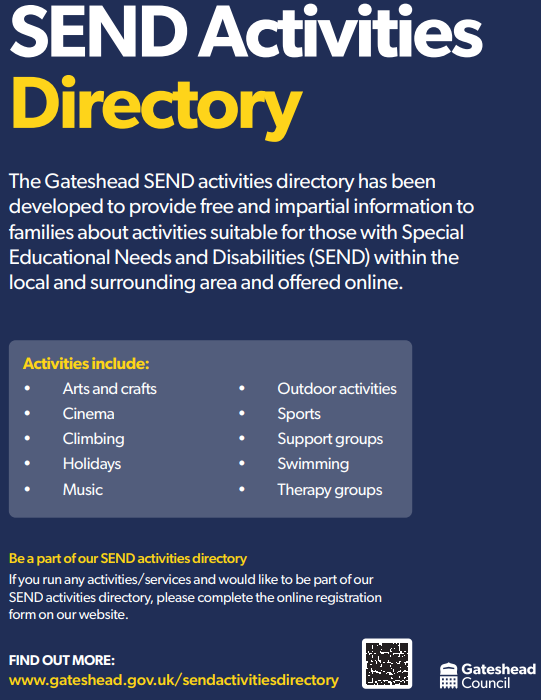 SEND Activities
Directory
The Gateshead SEND activities directory has been
developed to provide free and impartial information to
families about activities suitable for those with Special
Educational Needs and Disabilities (SEND) within the
local and surrounding area and offered online.
Activities include:
• Arts and crafts
• Cinema
• Climbing
• Holidays
• Music
• Outdoor activities
• Sports
• Support groups
• Swimming
• Therapy groups
Be a part of our SEND activities directory
If you run any activities/services and would like to be part of our
SEND activities directory, please complete the online registration
form on our website.
FIND OUT MORE:
www.gateshead.gov.uk/sendactivitiesdirectory
Gateshead
Council